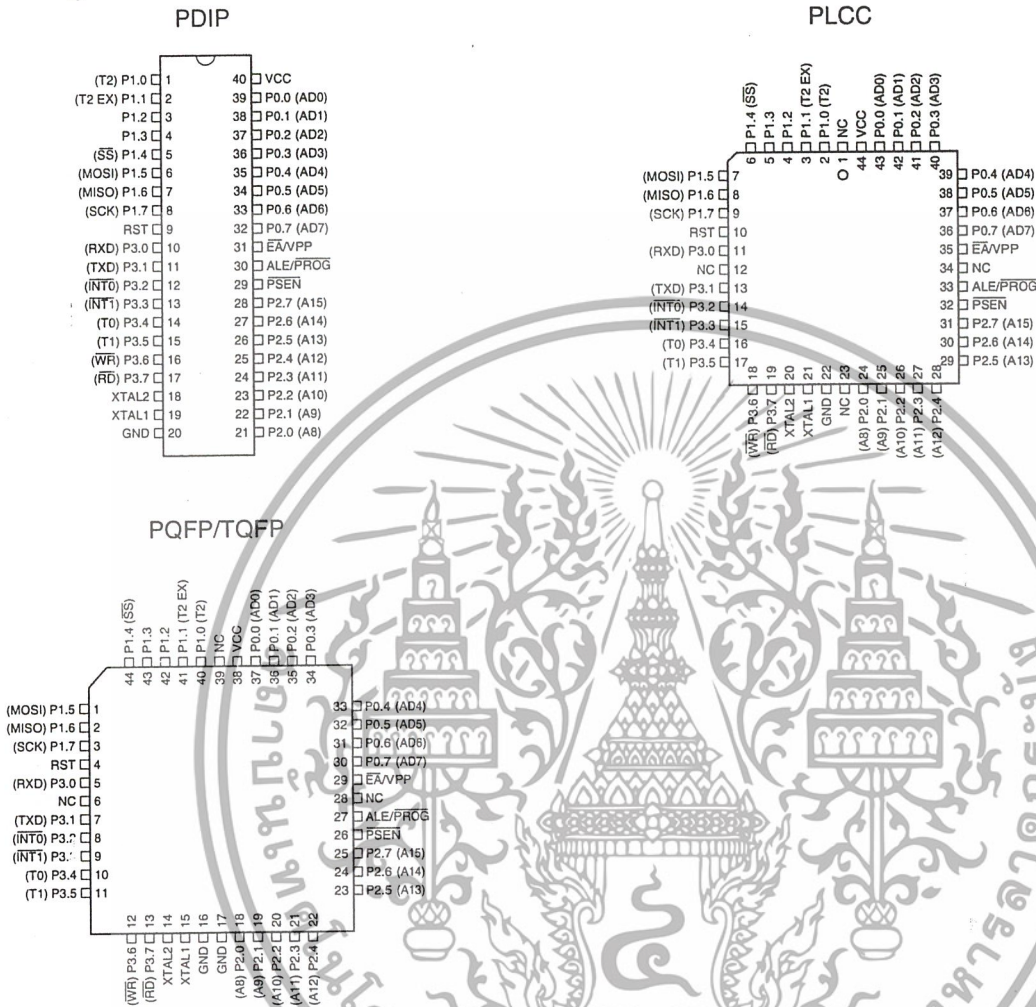 PDIP
(T2) P1.0 1
(T2 EX) P1.1 2
P1.2 3
P1.3 4
(SS) P1.4 5
(MOSI) P1.5 6
(MISO) P1.6 7
(SCK) P1.7 8
RST 9
(RXD) P3.0 10
(TXD) P3.1 11
(INT0) P3.2 12
(INT1) P3.3 13
(T0) P3.4 14
(T1) P3.5 15
(WR) P3.6 16
(RD) P3.7 17
XTAL2 18
XTAL1 19
GND 20
40 VCC
39 P0.0 (AD0)
38 P0.1 (AD1)
37 P0.2 (AD2)
36 P0.3 (AD3)
35 P0.4 (AD4)
34 P0.5 (AD5)
33 P0.6 (AD6)
32 P0.7 (AD7)
31 EA/VPP
30 ALE/PROG
29 PSEN
28 P2.7 (A15)
27 P2.6 (A14)
26 P2.5 (A13)
25 P2.4 (A12)
24 P2.3 (A11)
23 P2.2 (A10)
22 P2.1 (A9)
21 P2.0 (A8)
PLCC
6 P1.4 (SS)
5 P1.3
4 P1.2
3 P1.1 (T2 EX)
2 P1.0 (T2)
1 NC
44 VCC
43 P0.0 (AD0)
42 P0.1 (AD1)
41 P0.2 (AD2)
40 P0.3 (AD3)
(MOSI) P1.5 7
(MISO) P1.6 8
(SCK) P1.7 9
RST 10
(RXD) P3.0 11
NC 12
(TXD) P3.1 13
(INT0) P3.2 14
(INT1) P3.3 15
(T0) P3.4 16
(T1) P3.5 17
39 P0.4 (AD4)
38 P0.5 (AD5)
37 P0.6 (AD6)
36 P0.7 (AD7)
35 EA/VPP
34 NC
33 ALE/PROG
32 PSEN
31 P2.7 (A15)
30 P2.6 (A14)
29 P2.5 (A13)
(WR) P3.6 18
(RD) P3.7 19
XTAL2 20
XTAL1 21
GND 22
NC 23
(A8) P2.0 24
(A9) P2.1 25
(A10) P2.2 26
(A11) P2.3 27
(A12) P2.4 28
PQFP/TQFP
44 P1.4 (SS)
43 P1.3
42 P1.2
41 P1.1 (T2 EX)
40 P1.0 (T2)
39 NC
38 VCC
37 P0.0 (AD0)
36 P0.1 (AD1)
35 P0.2 (AD2)
34 P0.3 (AD3)
(MOSI) P1.5 1
(MISO) P1.6 2
(SCK) P1.7 3
RST 4
(RXD) P3.0 5
NC 6
(TXD) P3.1 7
(INT0) 8
(INT1) 9
(T0) P3.4 10
(T1) P3.5 11
33 P0.4 (AD4)
32 P0.5 (AD5)
31 P0.6 (AD6)
30 P0.7 (AD7)
29 EA/VPP
28 NC
27 ALE/PROG
26 PSEN
25 P2.7 (A15)
24 P2.6 (A14)
23 P2.5 (A13)
(WR) P3.6 12
(RD) P3.7 13
XTAL2 14
XTAL1 15
GND 16
GND 17
(A8) P2.0 18
(A9) P2.1 19
(A10) P2.2 20
(A11) P2.3 21
(A12) P2.4 22